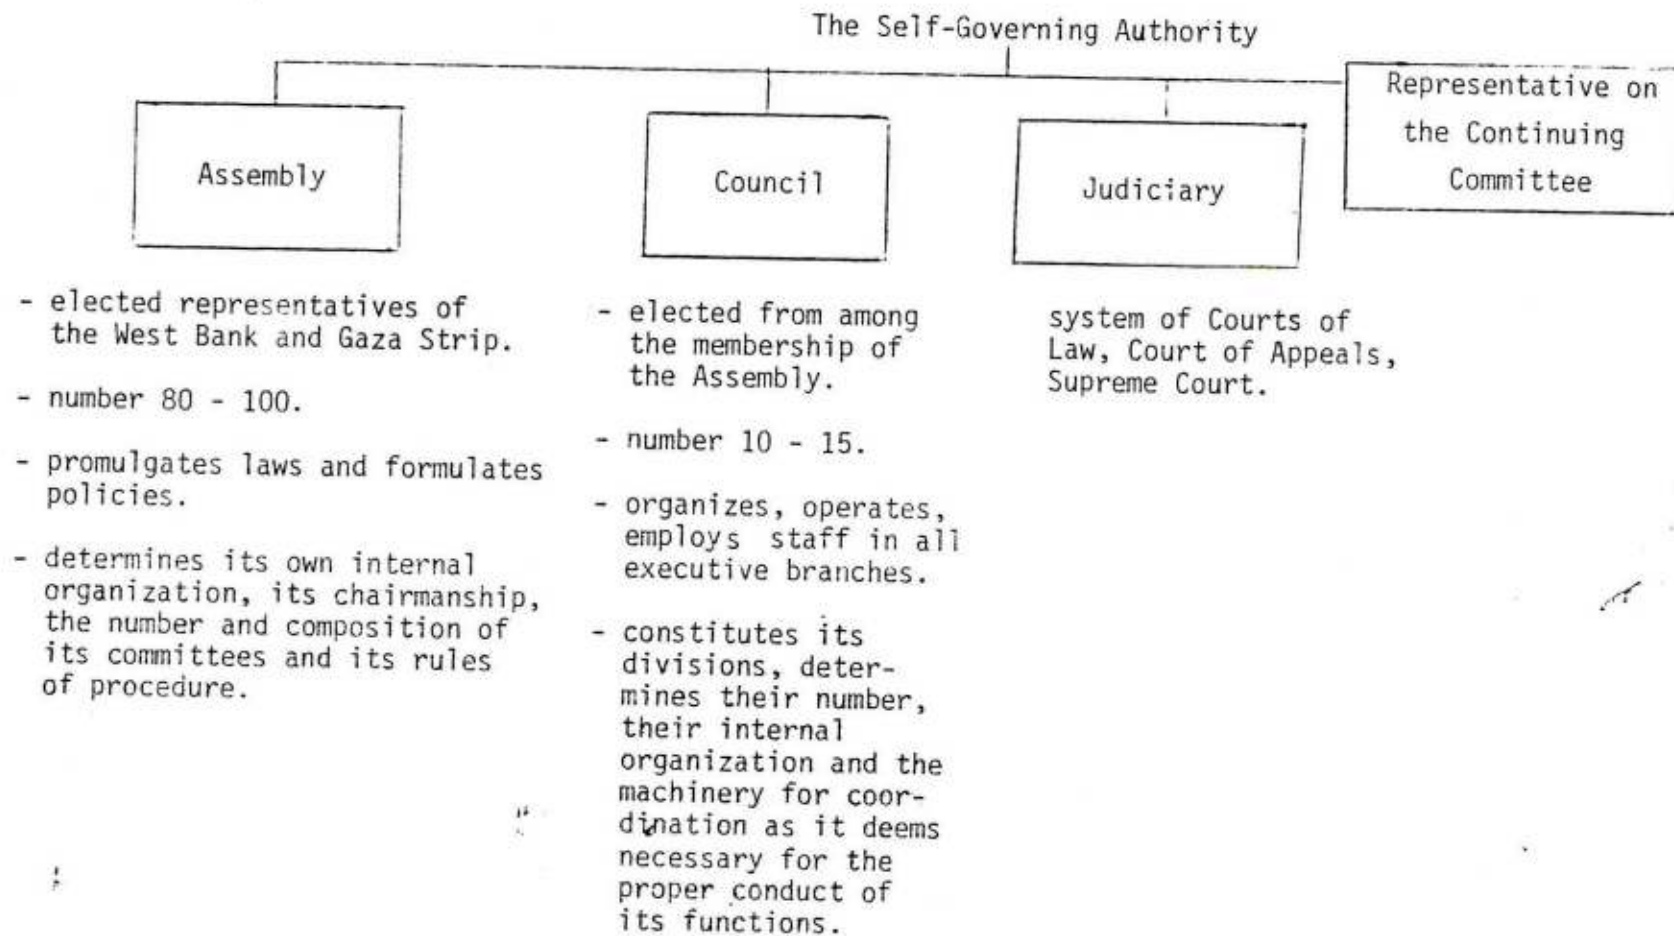 The Self-Governing Authority
Assembly
Council
Judiciary
Representative on
the Continuing
Committee
- elected representatives of
the West Bank and Gaza Strip.
- number 80 - 100.
- promulgates laws and formulates
policies.
- determines its own internal
organization, its chairmanship,
the number and composition of
its committees and its rules
of procedure.
- elected from among
the membership of
the Assembly.
- number 10 - 15.
- organizes, operates,
employs staff in all
executive branches.
- constitutes its
divisions, deter-
mines their number,
their internal
organization and the
machinery for coor-
dination as it deems
necessary for the
proper conduct of
its functions.
system of Courts of
Law, Court of Appeals,
Supreme Court.